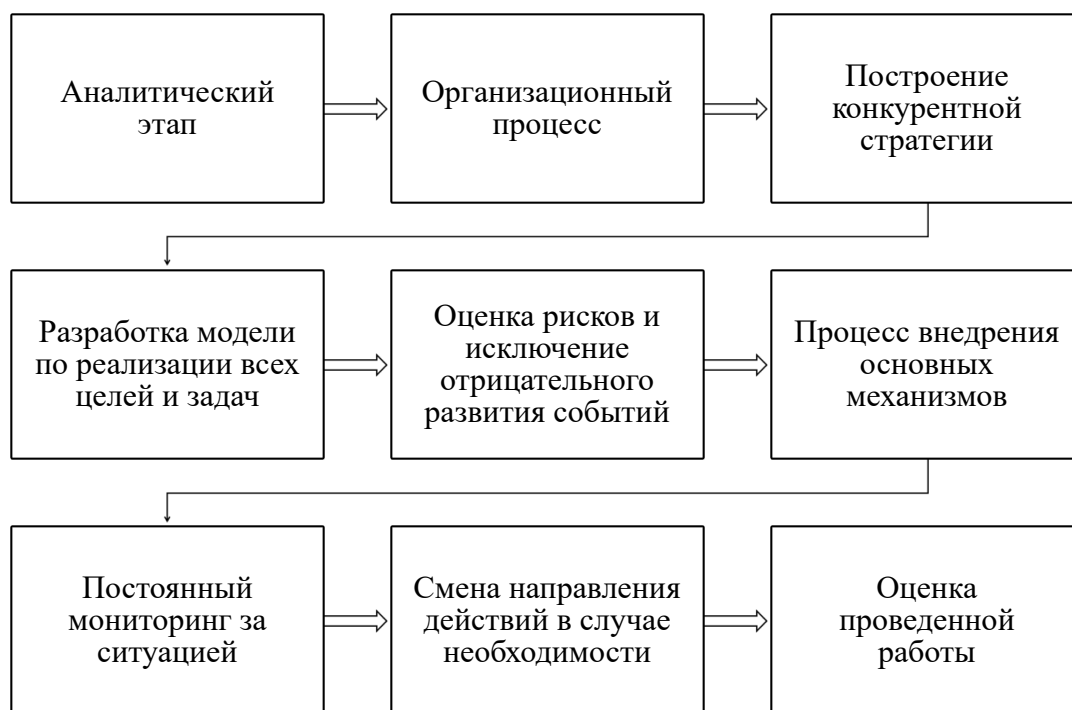 Аналитический
этап
Организационный
процесс
Построение
конкурентной
стратегии
Разработка модели
по реализации всех
целей и задач
Оценка рисков и
исключение
отрицательного
развития событий
Процесс внедрения
основных
механизмов
Постоянный
мониторинг за
ситуацией
Смена направления
действий в случае
необходимости
Оценка
проведенной
работы